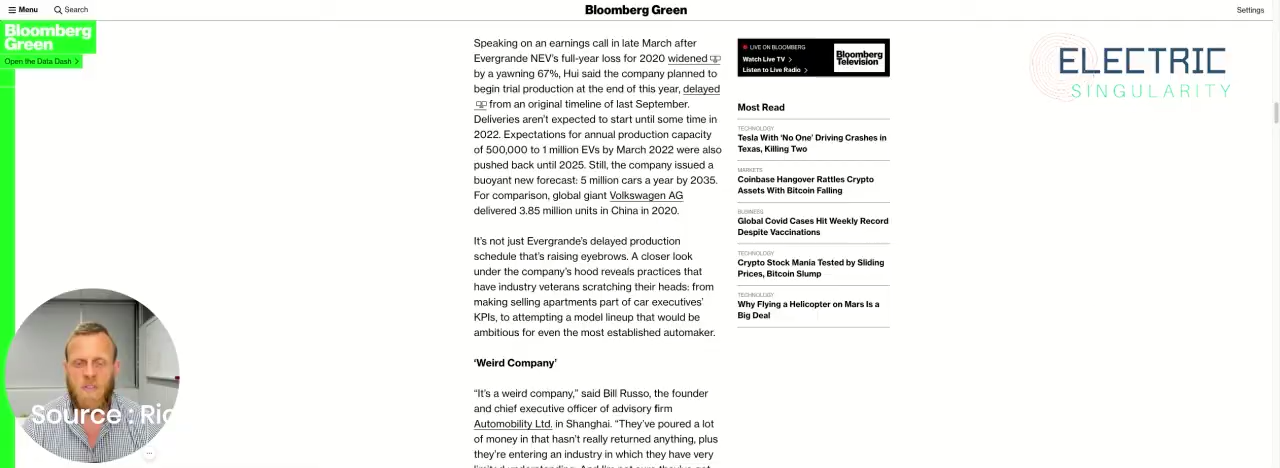 Menu
Search
Bloomberg Green
Settings
Bloomberg
Green
Open the Data Dash
Speaking on an earnings call in late March after
Evergrande NEV's full-year loss for 2020 widened
by a yawning 67%, Hui said the company planned to
begin trial production at the end of this year, delayed
from an original timeline of last September.
Deliveries aren't expected to start until some time in
2022. Expectations for annual production capacity
of 500,000 to 1 million EVs by March 2022 were also
pushed back until 2025. Still, the company issued a
buoyant new forecast: 5 million cars a year by 2035.
For comparison, global giant Volkswagen AG
delivered 3.85 million units in China in 2020.
It's not just Evergrande's delayed production
schedule that's raising eyebrows. A closer look
under the company's hood reveals practices that
have industry veterans scratching their heads: from
making selling apartments part of car executives'
KPIs, to attempting a model lineup that would be
ambitious for even the most established automaker.
'Weird Company'
"It's a weird company," said Bill Russo, the founder
and chief executive officer of advisory firm
Automobility Ltd. in Shanghai. "They've poured a lot
of money in that hasn't really returned anything, plus
they're entering an industry in which they have very
LIVE ON BLOOMBERG
Watch Live TV
Listen to Live Radio
Bloomberg
Television
Most Read
TECHNOLOGY
Tesla With 'No One' Driving Crashes in
Texas, Killing Two
MARKETS
Coinbase Hangover Rattles Crypto
Assets With Bitcoin Falling
BUSINESS
Global Covid Cases Hit Weekly Record
Despite Vaccinations
TECHNOLOGY
Crypto Stock Mania Tested by Sliding
Prices, Bitcoin Slump
TECHNOLOGY
Why Flying a Helicopter on Mars Is a
Big Deal
ELECTRIC
SINGULARITY
Source : Ric